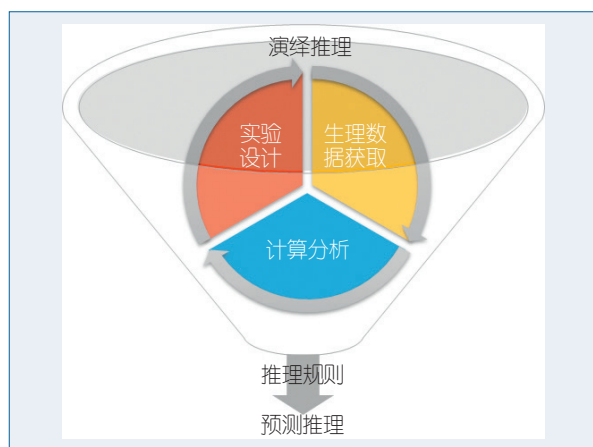 演绎推理
实验
设计
生理数
据获取
计算分析
推理规则
预测推理